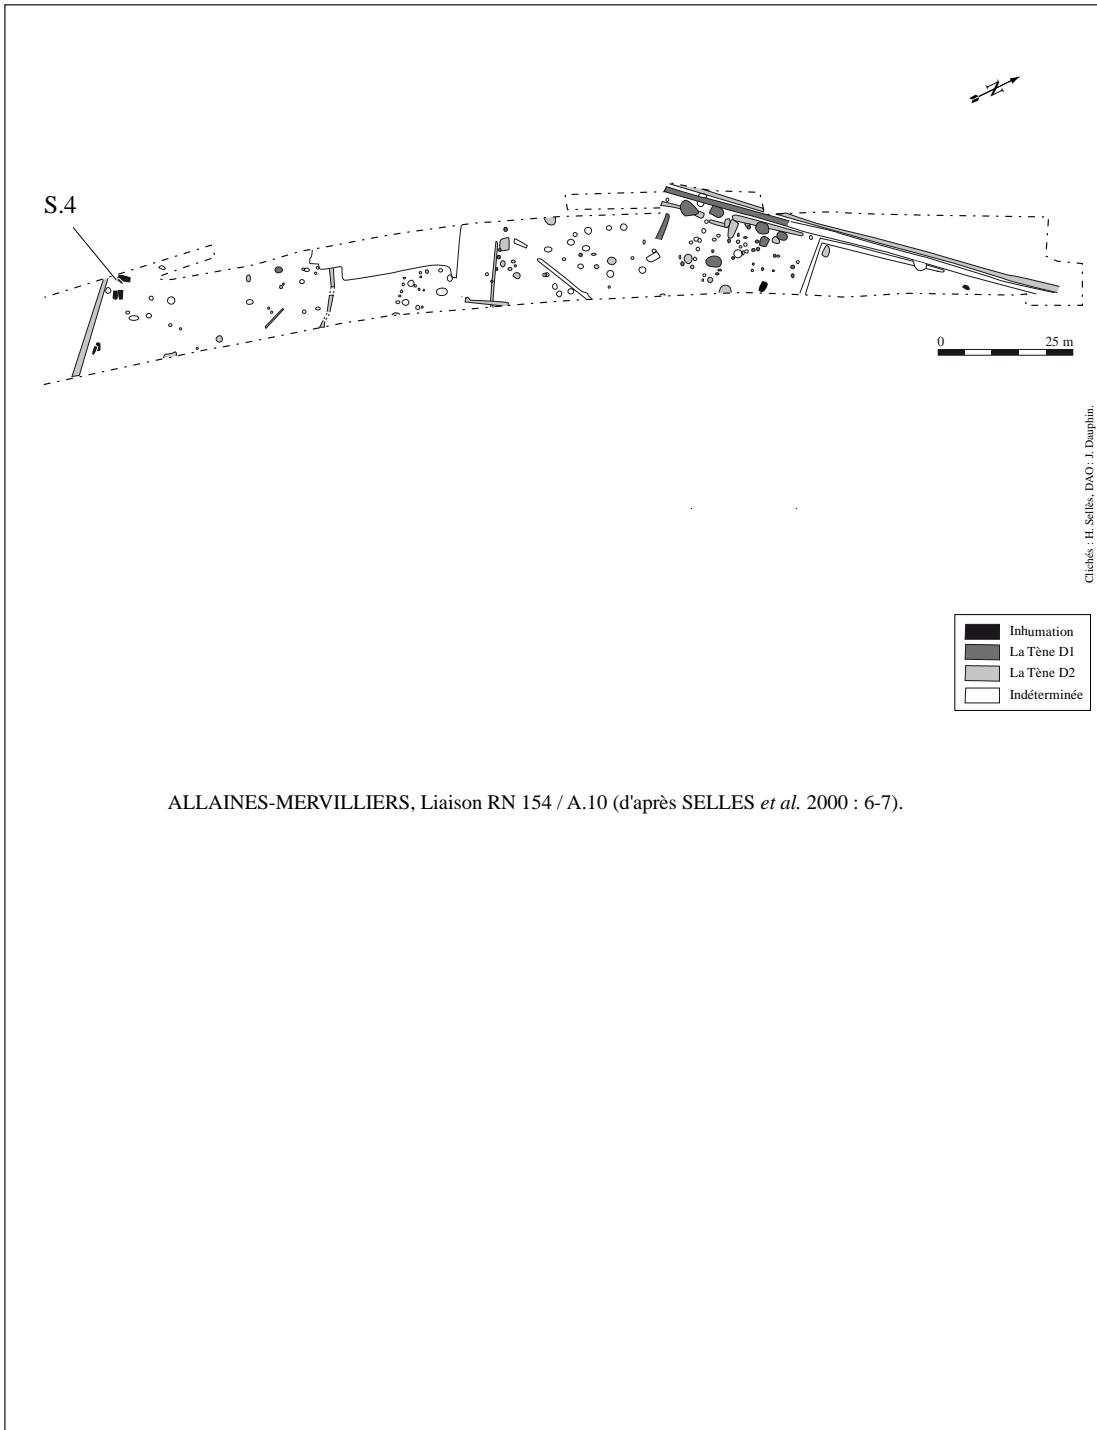 N
S.4
0 25 m
Clichés : H. Sellès, DAO : J. Dauphin.
Inhumation
La Tène D1
La Tène D2
Indéterminée
ALLAINES-MERVILLIERS, Liaison RN 154 / A.10 (d'après SELLES et al. 2000 : 6-7).